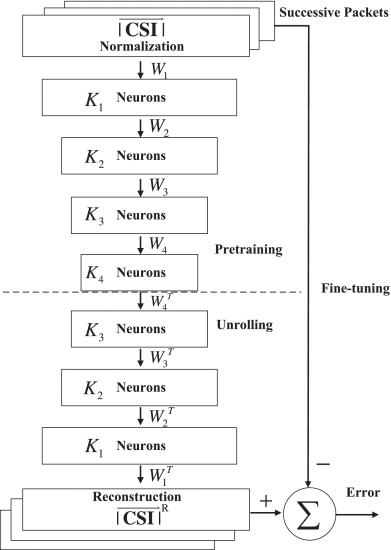 Successive Packets
|CSI|
Normalization
W₁
K₁ Neurons
W₂
K₂ Neurons
W₃
K₃ Neurons
W₄
Pretraining
K₄ Neurons
Fine-tuning
W₄ᵀ
Unrolling
K₃ Neurons
W₃ᵀ
K₂ Neurons
W₂ᵀ
K₁ Neurons
W₁ᵀ
Reconstruction
|CSI|ᴿ
+
−
Σ
Error